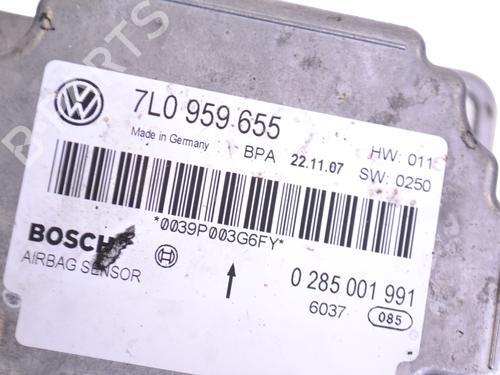 7L0 959 655
Made in Germany BPA 22.11.07 HW: 011
SW: 0250
*0039P003G6FY*
BOSCH
AIRBAG SENSOR
0 285 001 991
6037 085